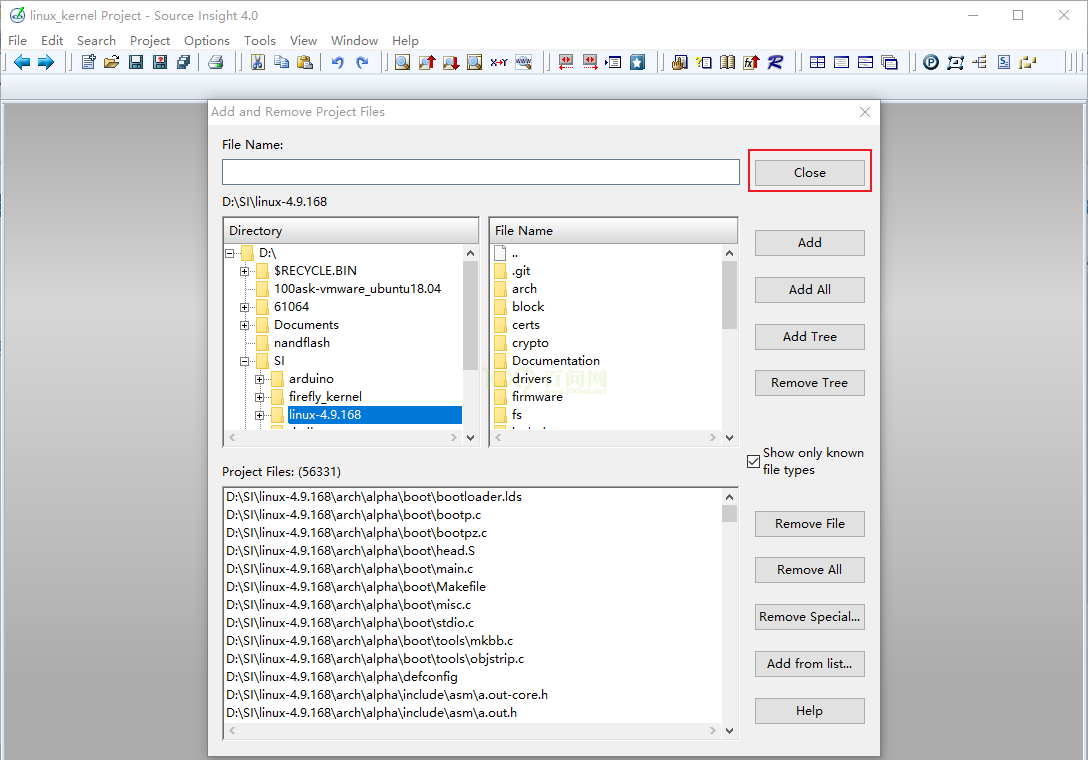 linux_kernel Project - Source Insight 4.0
File Edit Search Project Options Tools View Window Help
Add and Remove Project Files
File Name:
Close
D:\SI\linux-4.9.168
Directory
File Name
D:\
$RECYCLE.BIN
100ask-vmware_ubuntu18.04
61064
Documents
nandflash
SI
arduino
firefly_kernel
linux-4.9.168
..
.git
arch
block
certs
crypto
Documentation
drivers
firmware
fs
Add
Add All
Add Tree
Remove Tree
Show only known
file types
Project Files: (56331)
D:\SI\linux-4.9.168\arch\alpha\boot\bootloader.lds
D:\SI\linux-4.9.168\arch\alpha\boot\bootp.c
D:\SI\linux-4.9.168\arch\alpha\boot\bootpz.c
D:\SI\linux-4.9.168\arch\alpha\boot\head.S
D:\SI\linux-4.9.168\arch\alpha\boot\main.c
D:\SI\linux-4.9.168\arch\alpha\boot\Makefile
D:\SI\linux-4.9.168\arch\alpha\boot\misc.c
D:\SI\linux-4.9.168\arch\alpha\boot\stdio.c
D:\SI\linux-4.9.168\arch\alpha\boot\tools\mkbb.c
D:\SI\linux-4.9.168\arch\alpha\boot\tools\objstrip.c
D:\SI\linux-4.9.168\arch\alpha\defconfig
D:\SI\linux-4.9.168\arch\alpha\include\asm\a.out-core.h
D:\SI\linux-4.9.168\arch\alpha\include\asm\a.out.h
Remove File
Remove All
Remove Special...
Add from list...
Help